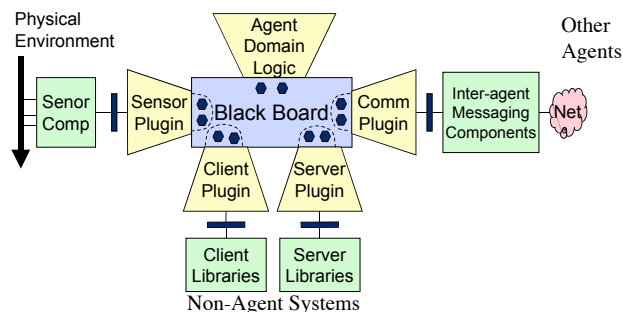 Physical
Environment
Agent
Domain
Logic
Other
Agents
Senor
Comp
Sensor
Plugin
Black Board
Comm
Plugin
Inter-agent
Messaging
Components
Net
Client
Plugin
Server
Plugin
Client
Libraries
Server
Libraries
Non-Agent Systems